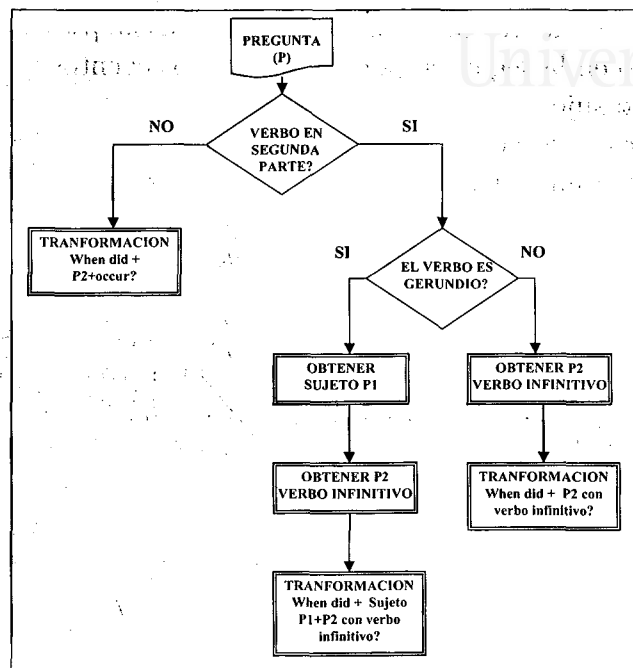 Univer
PREGUNTA
(P)
NO
SI
VERBO EN
SEGUNDA
PARTE?
TRANFORMACION
When did +
P2+occur?
SI
NO
EL VERBO ES
GERUNDIO?
OBTENER
SUJETO P1
OBTENER P2
VERBO INFINITIVO
OBTENER P2
VERBO INFINITIVO
TRANFORMACION
When did + P2 con
verbo infinitivo?
TRANFORMACION
When did + Sujeto
P1+P2 con verbo
infinitivo?